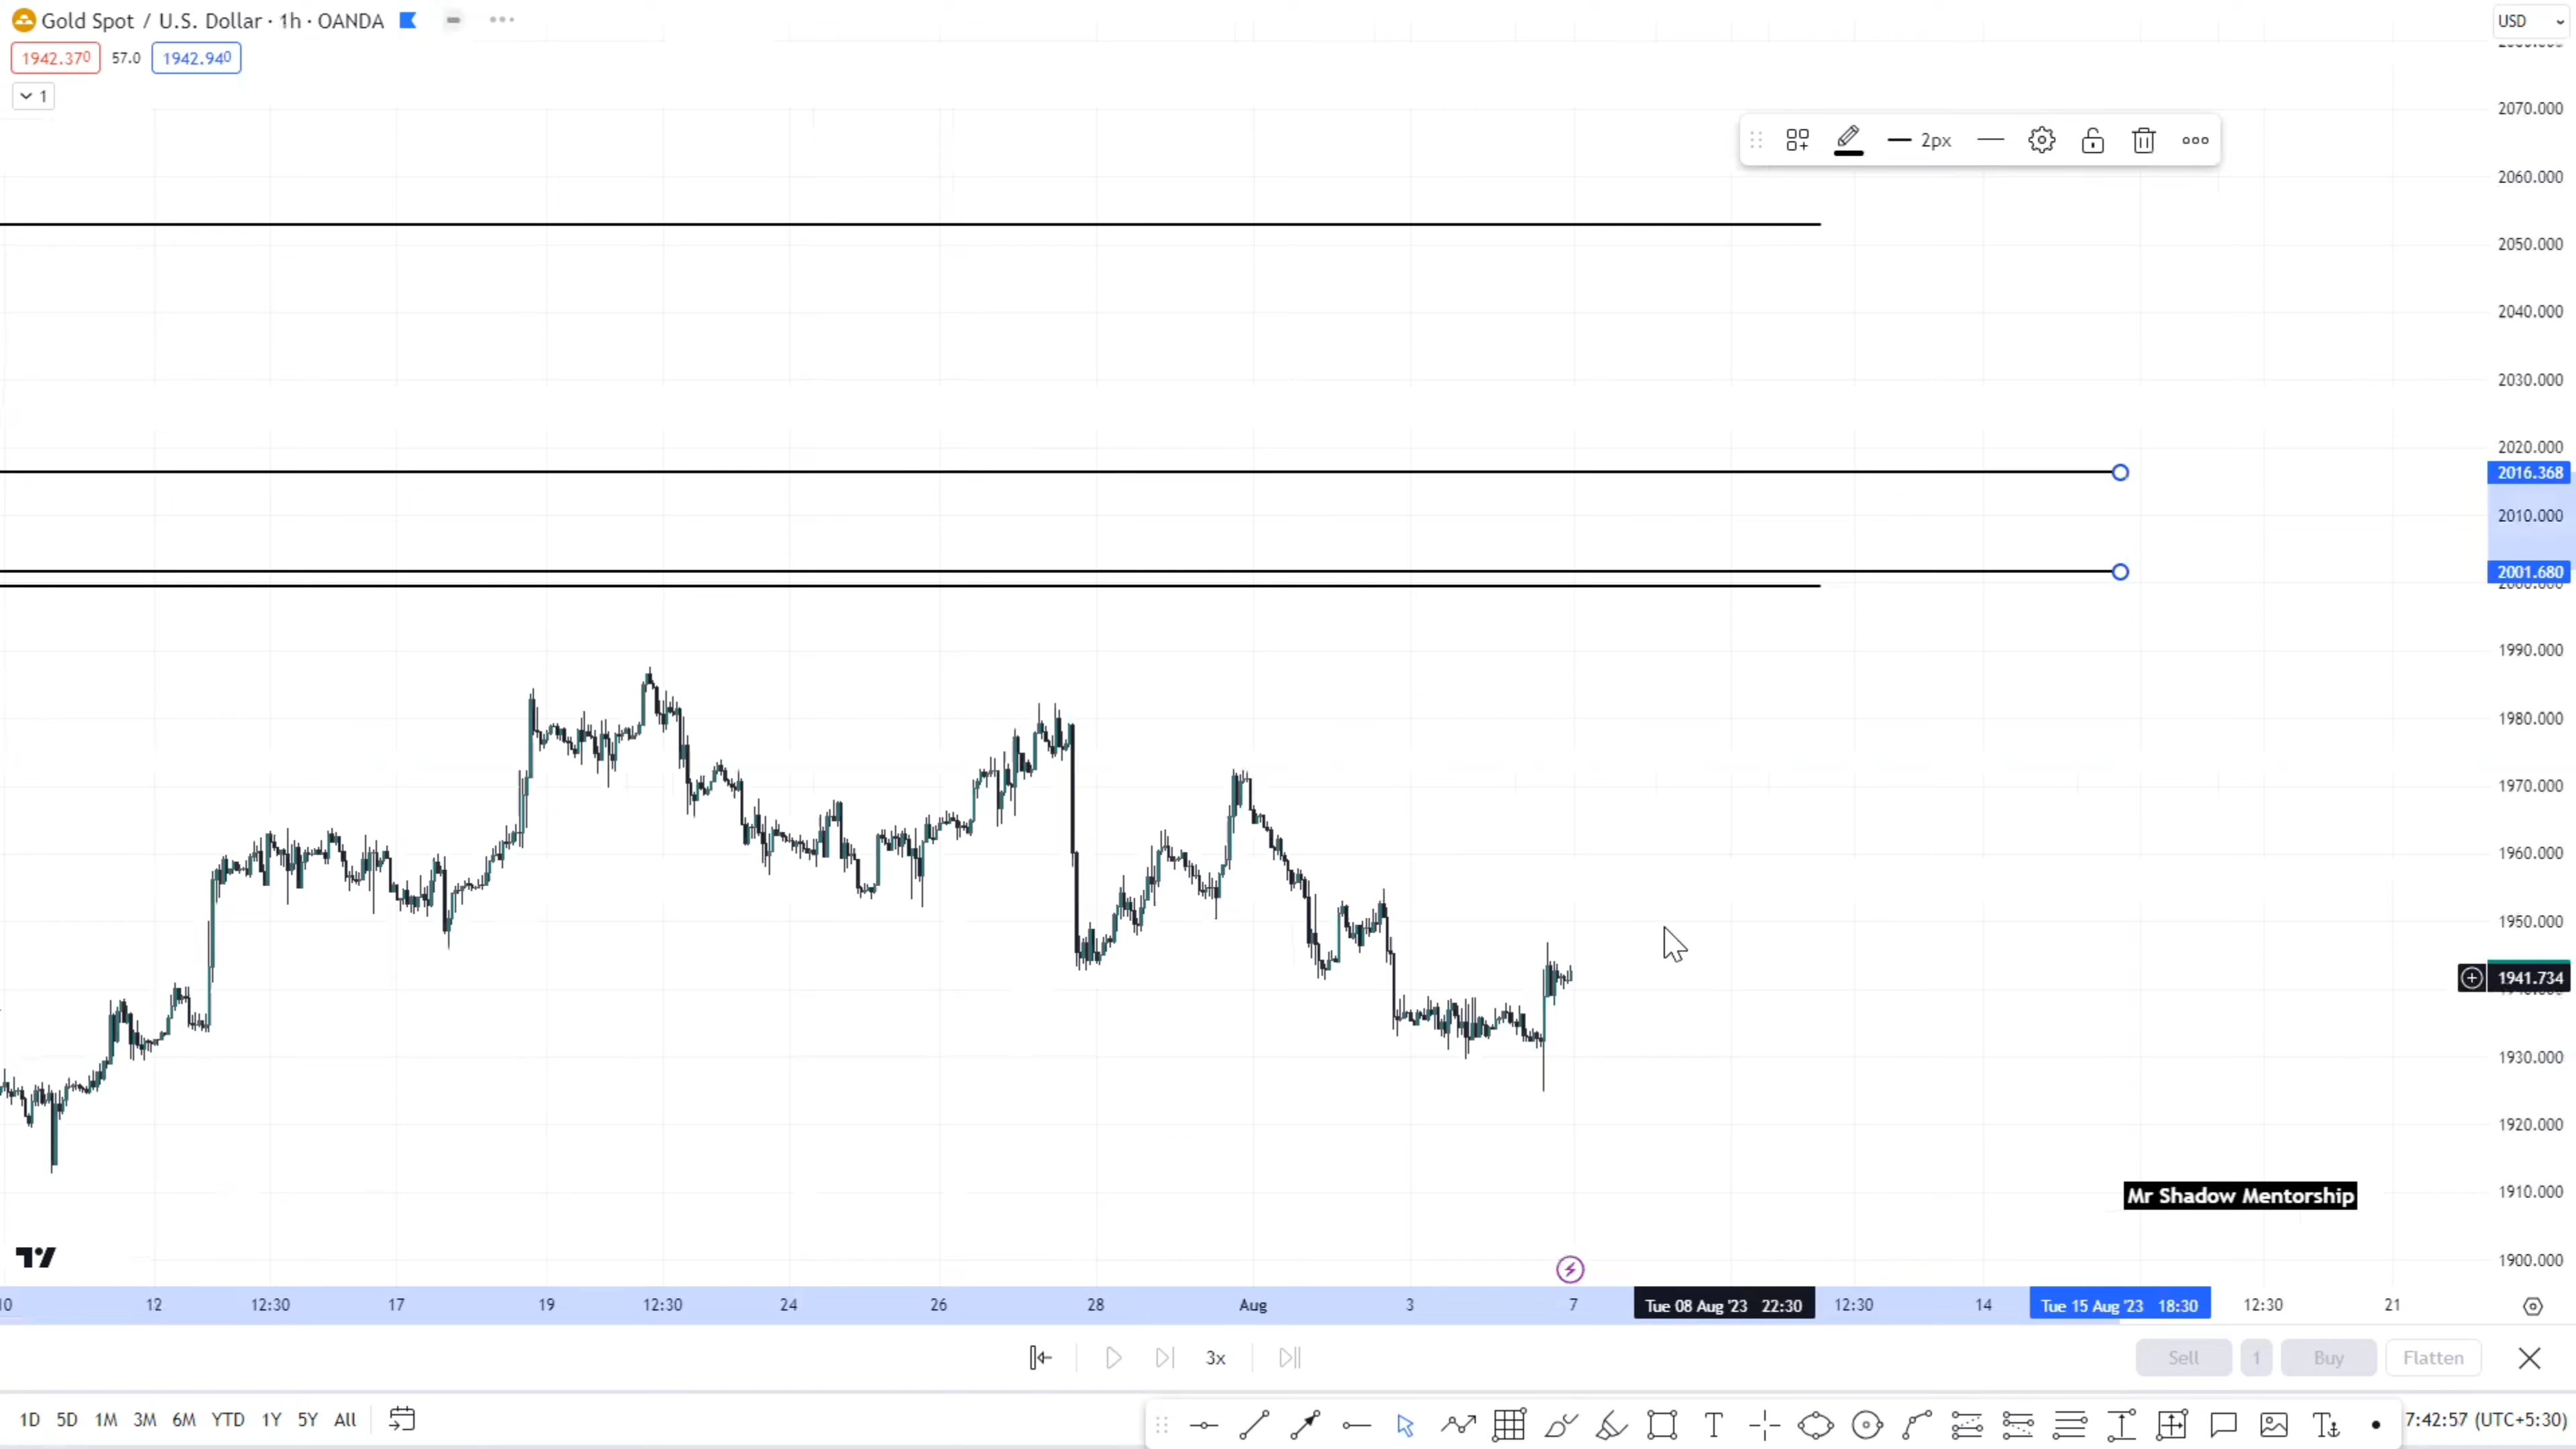 Gold Spot / U.S. Dollar · 1h · OANDA
USD
1942.370 57.0 1942.940
1
2070.000
2px
2060.000
2050.000
2040.000
2030.000
2020.000
2016.368
2010.000
2001.680
1990.000
1980.000
1970.000
1960.000
1950.000
1941.734
1930.000
1920.000
1910.000
Mr Shadow Mentorship
1900.000
10 12 12:30 17 19 12:30 24 26 28 Aug 3 7 Tue 08 Aug '23 22:30 12:30 14 Tue 15 Aug '23 18:30 12:30 21
3x Sell 1 Buy Flatten
1D 5D 1M 3M 6M YTD 1Y 5Y All
7:42:57 (UTC+5:30)